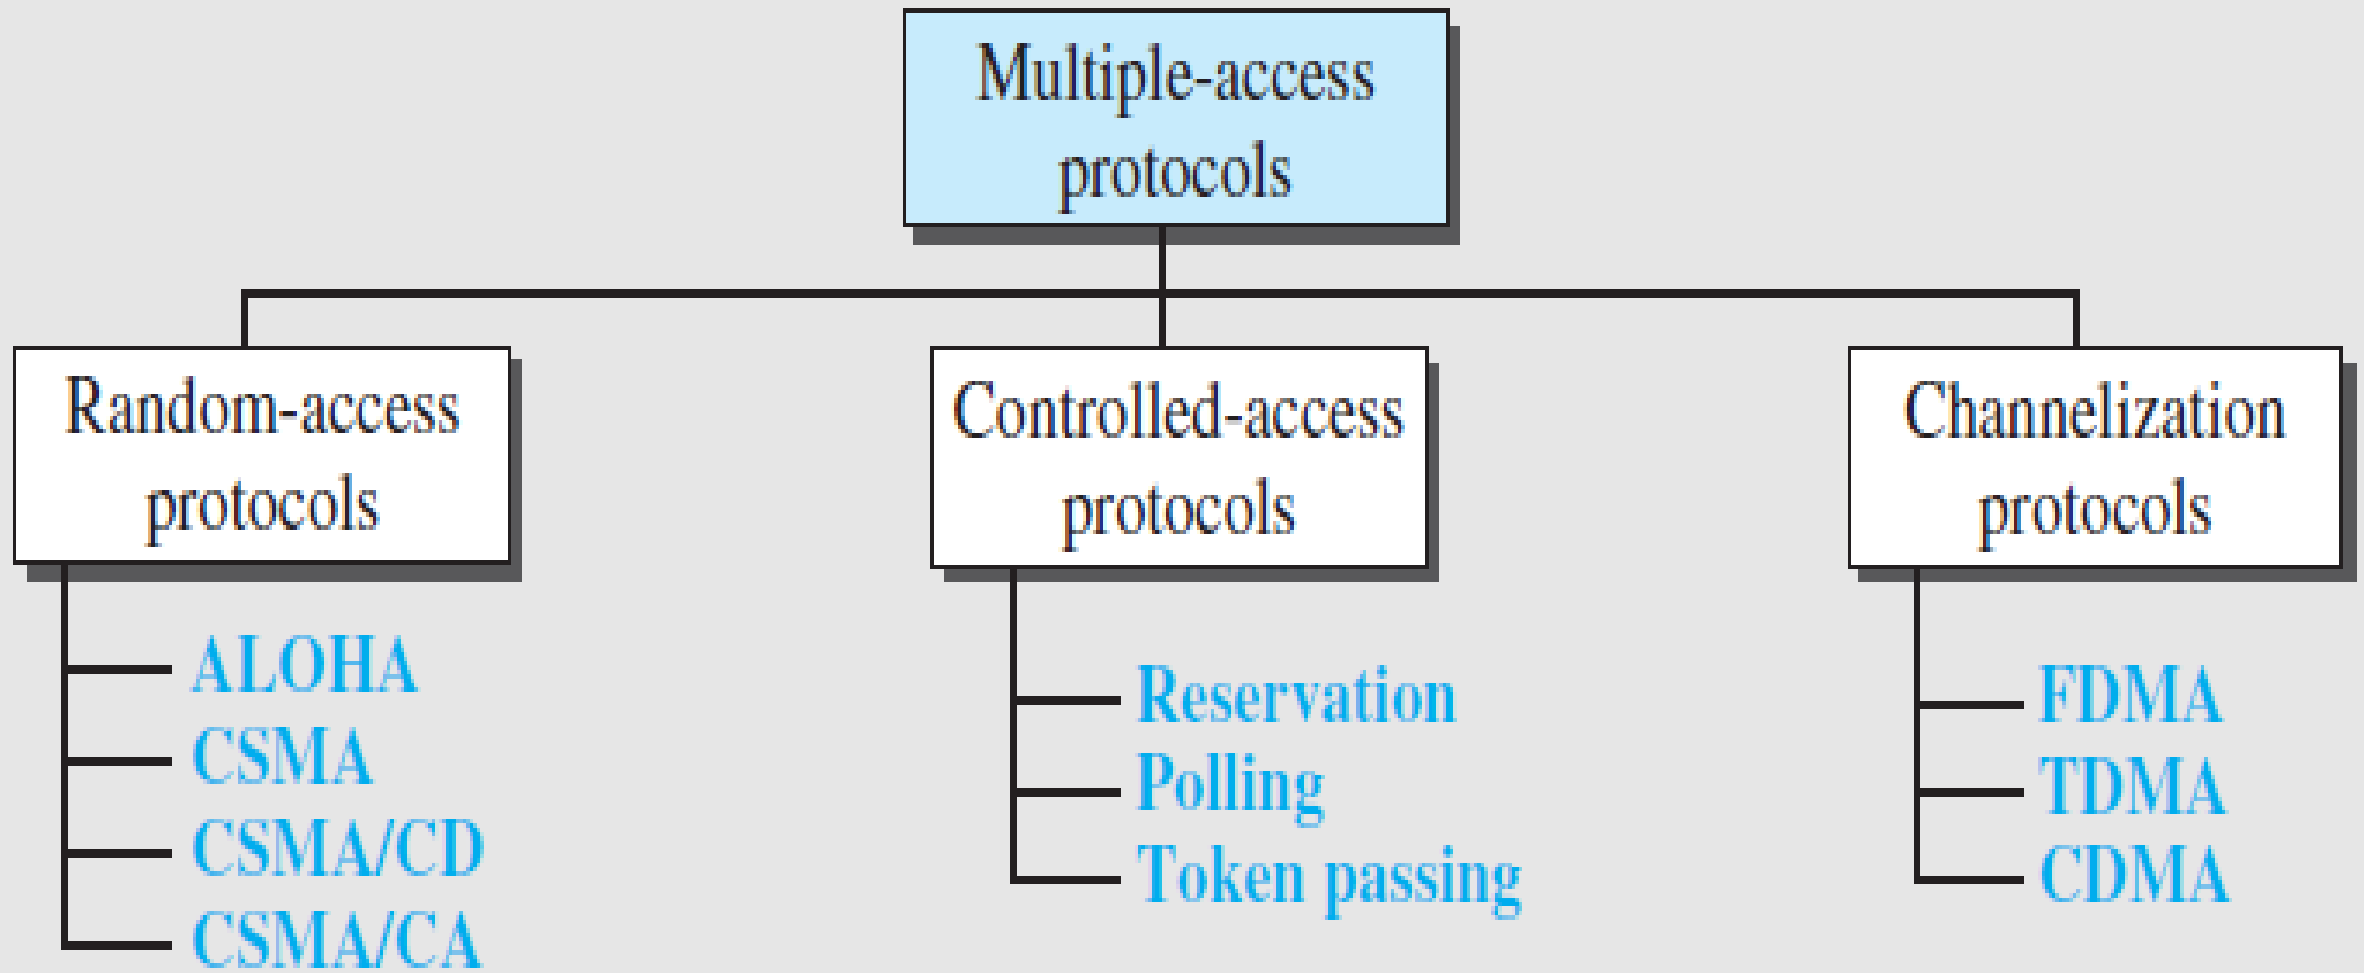 Multiple-access
protocols
Random-access
protocols
ALOHA
CSMA
CSMA/CD
CSMA/CA
Controlled-access
protocols
Reservation
Polling
Token passing
Channelization
protocols
FDMA
TDMA
CDMA